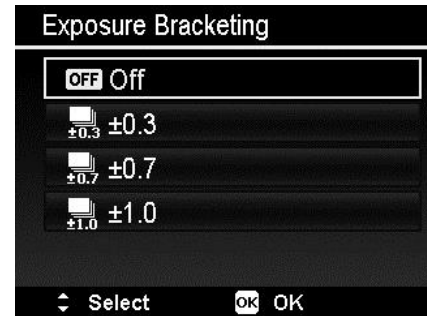 Exposure Bracketing
OFF Off
±0.3 ±0.3
±0.7 ±0.7
±1.0 ±1.0
Select OK OK